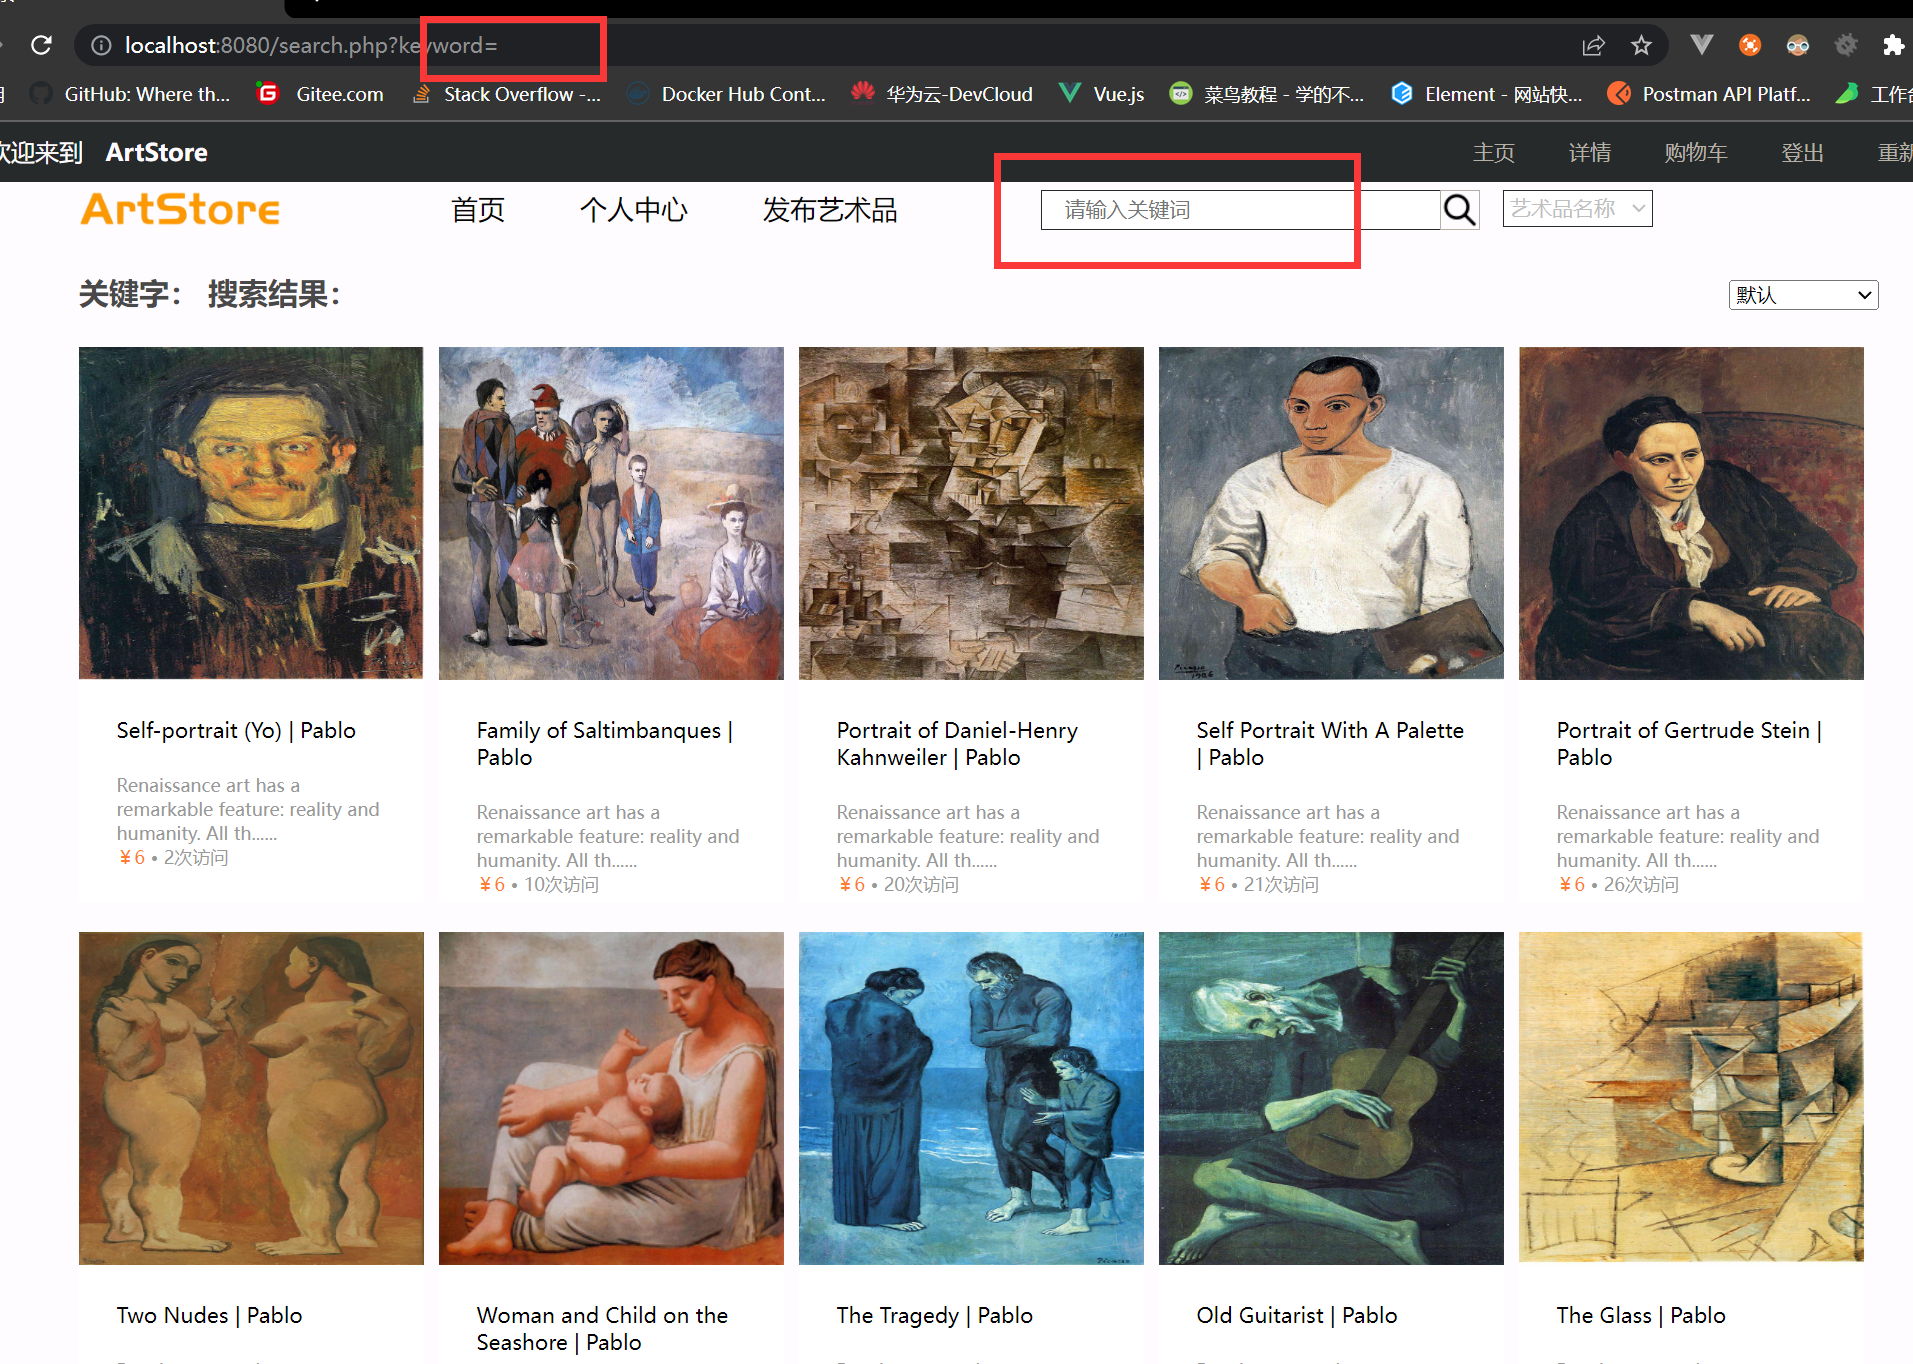 localhost:8080/search.php?keyword=
GitHub: Where th...
Gitee.com
Stack Overflow -...
Docker Hub Cont...
华为云-DevCloud
Vue.js
菜鸟教程 - 学的不...
Element - 网站快...
Postman API Platf...
工作台
欢迎来到 ArtStore
主页
详情
购物车
登出
重新
ArtStore
首页
个人中心
发布艺术品
请输入关键词
艺术品名称
关键字： 搜索结果：
默认
Self-portrait (Yo) | Pablo
Renaissance art has a
remarkable feature: reality and
humanity. All th......
￥6 • 2次访问
Family of Saltimbanques |
Pablo
Renaissance art has a
remarkable feature: reality and
humanity. All th......
￥6 • 10次访问
Portrait of Daniel-Henry
Kahnweiler | Pablo
Renaissance art has a
remarkable feature: reality and
humanity. All th......
￥6 • 20次访问
Self Portrait With A Palette
| Pablo
Renaissance art has a
remarkable feature: reality and
humanity. All th......
￥6 • 21次访问
Portrait of Gertrude Stein |
Pablo
Renaissance art has a
remarkable feature: reality and
humanity. All th......
￥6 • 26次访问
Two Nudes | Pablo
Woman and Child on the
Seashore | Pablo
The Tragedy | Pablo
Old Guitarist | Pablo
The Glass | Pablo